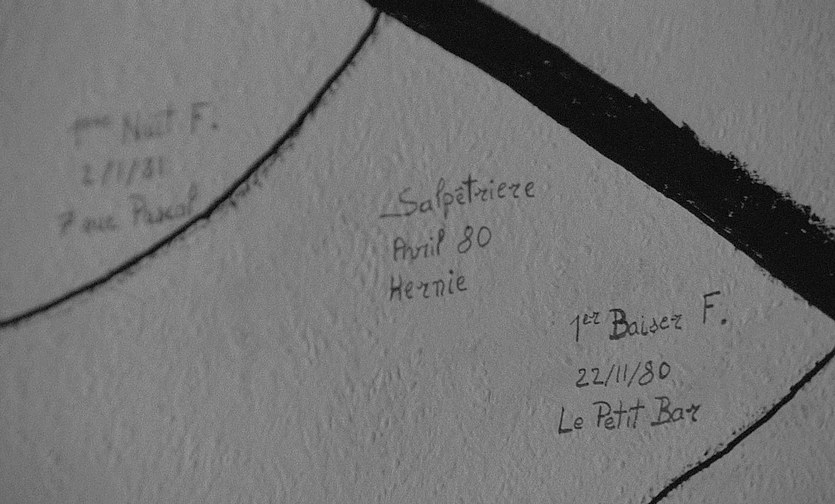 1ère Nuit F.
2/1/81
7 rue Pascal
Salpêtriere
Avril 80
Hernie
1er Baiser F.
22/11/80
Le Petit Bar